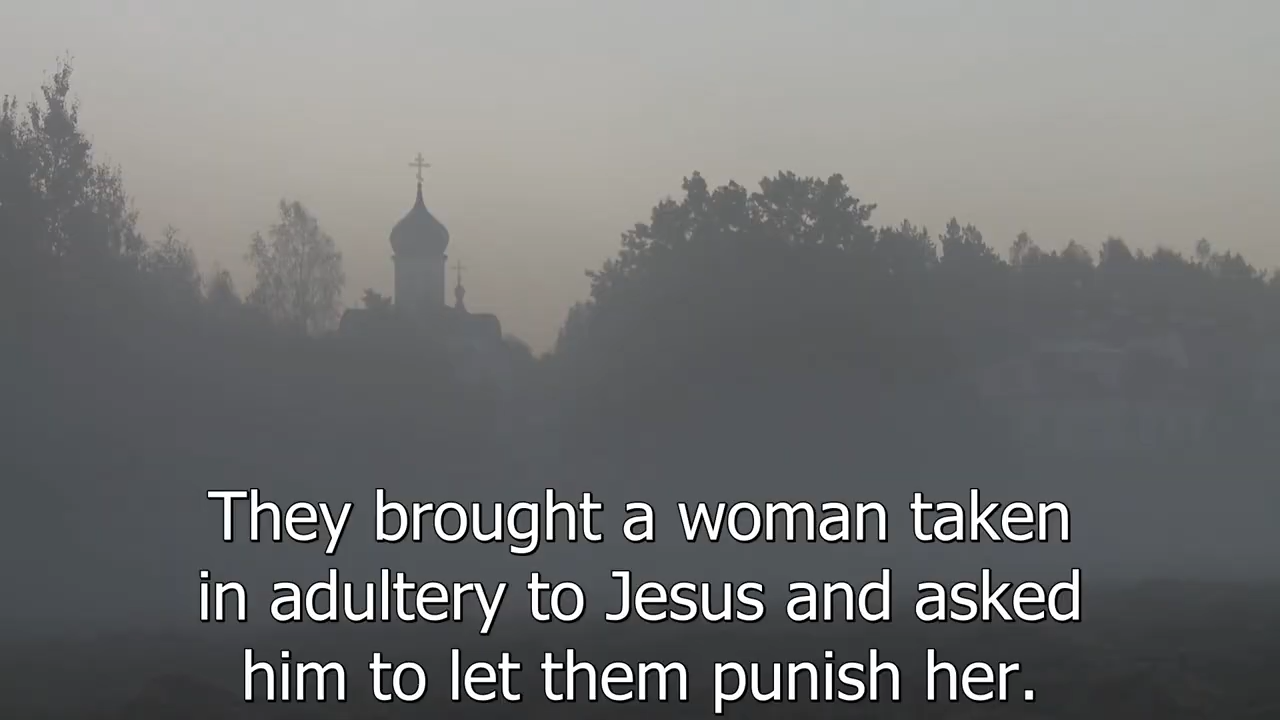 They brought a woman taken
in adultery to Jesus and asked
him to let them punish her.